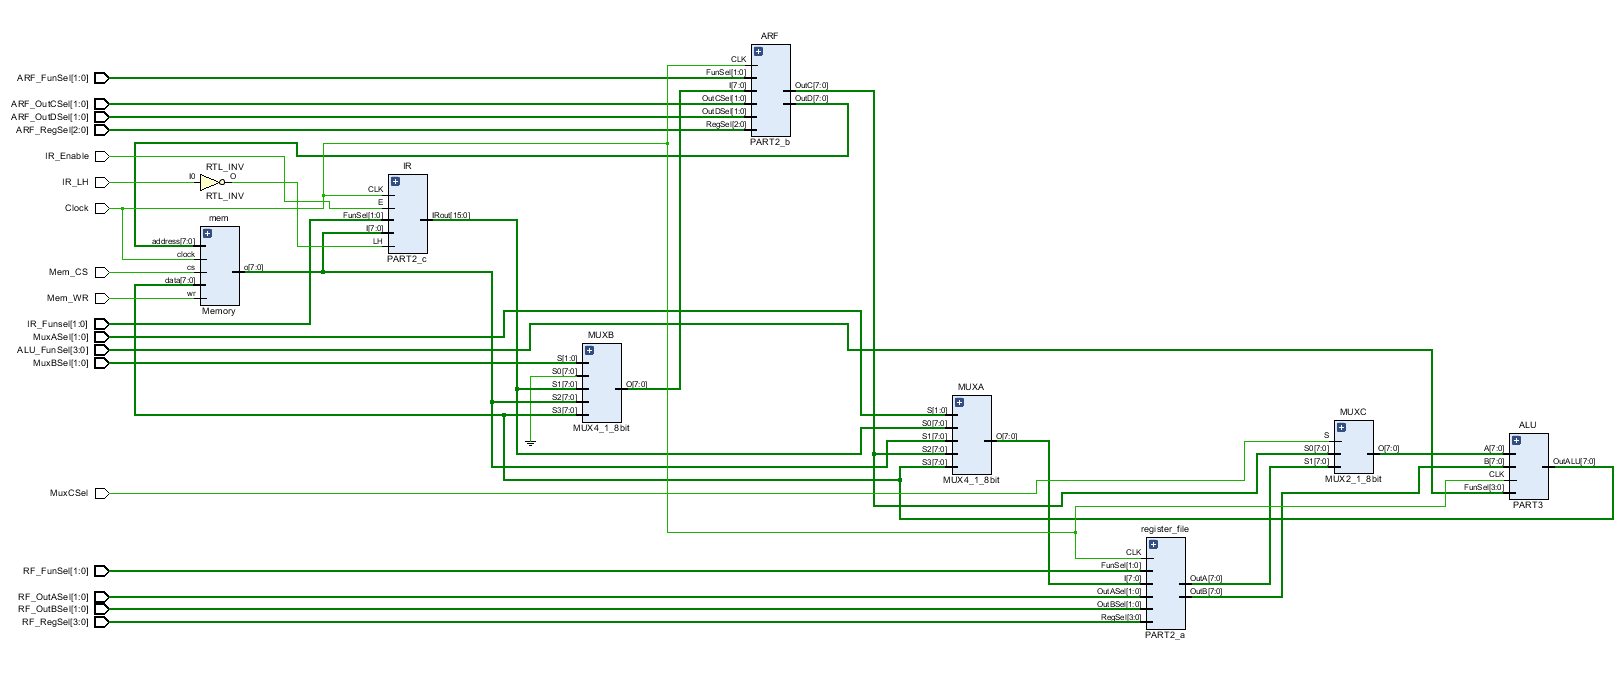 ARF
CLK
ARF_FunSel[1:0]
FunSel[1:0]
I[7:0]
OutC[7:0]
ARF_OutCSel[1:0]
OutCSel[1:0]
OutD[7:0]
ARF_OutDSel[1:0]
OutDSel[1:0]
ARF_RegSel[2:0]
RegSel[2:0]
PART2_b
IR_Enable
RTL_INV
IR
IR_LH
I0
O
RTL_INV
CLK
E
Clock
mem
FunSel[1:0]
IRout[15:0]
I[7:0]
address[7:0]
LH
clock
PART2_c
Mem_CS
cs
o[7:0]
data[7:0]
Mem_WR
wr
Memory
IR_Funsel[1:0]
MuxASel[1:0]
MUXB
ALU_FunSel[3:0]
MuxBSel[1:0]
S[1:0]
S0[7:0]
S1[7:0]
O[7:0]
S2[7:0]
S3[7:0]
MUX4_1_8bit
MUXA
S[1:0]
S0[7:0]
S1[7:0]
O[7:0]
S2[7:0]
S3[7:0]
MUX4_1_8bit
MUXC
S
S0[7:0]
O[7:0]
S1[7:0]
MUX2_1_8bit
ALU
A[7:0]
B[7:0]
OutALU[7:0]
CLK
FunSel[3:0]
PART3
MuxCSel
register_file
CLK
RF_FunSel[1:0]
FunSel[1:0]
I[7:0]
OutA[7:0]
RF_OutASel[1:0]
OutASel[1:0]
OutB[7:0]
RF_OutBSel[1:0]
OutBSel[1:0]
RF_RegSel[3:0]
RegSel[3:0]
PART2_a